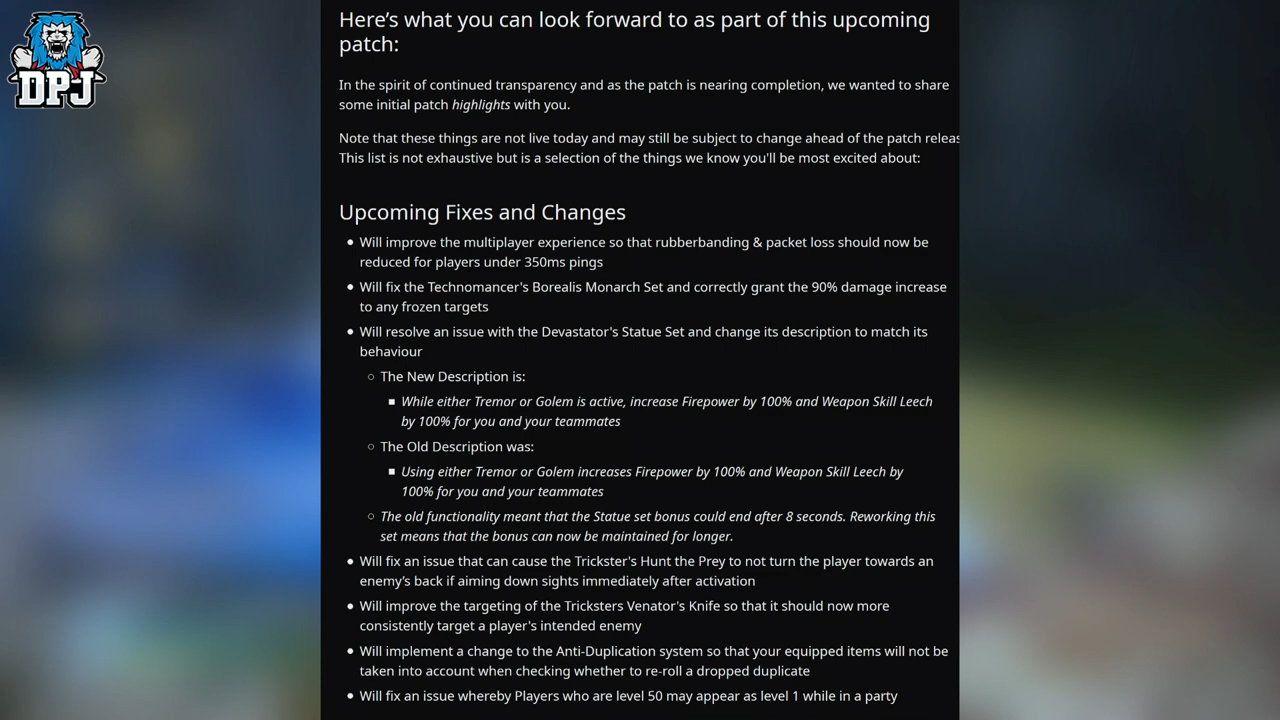 DPJ
Here’s what you can look forward to as part of this upcoming
patch:
In the spirit of continued transparency and as the patch is nearing completion, we wanted to share
some initial patch highlights with you.
Note that these things are not live today and may still be subject to change ahead of the patch releas
This list is not exhaustive but is a selection of the things we know you'll be most excited about:
Upcoming Fixes and Changes
• Will improve the multiplayer experience so that rubberbanding & packet loss should now be
reduced for players under 350ms pings
• Will fix the Technomancer's Borealis Monarch Set and correctly grant the 90% damage increase
to any frozen targets
• Will resolve an issue with the Devastator's Statue Set and change its description to match its
behaviour
○ The New Description is:
▪ While either Tremor or Golem is active, increase Firepower by 100% and Weapon Skill Leech
by 100% for you and your teammates
○ The Old Description was:
▪ Using either Tremor or Golem increases Firepower by 100% and Weapon Skill Leech by
100% for you and your teammates
○ The old functionality meant that the Statue set bonus could end after 8 seconds. Reworking this
set means that the bonus can now be maintained for longer.
• Will fix an issue that can cause the Trickster's Hunt the Prey to not turn the player towards an
enemy’s back if aiming down sights immediately after activation
• Will improve the targeting of the Tricksters Venator's Knife so that it should now more
consistently target a player's intended enemy
• Will implement a change to the Anti-Duplication system so that your equipped items will not be
taken into account when checking whether to re-roll a dropped duplicate
• Will fix an issue whereby Players who are level 50 may appear as level 1 while in a party